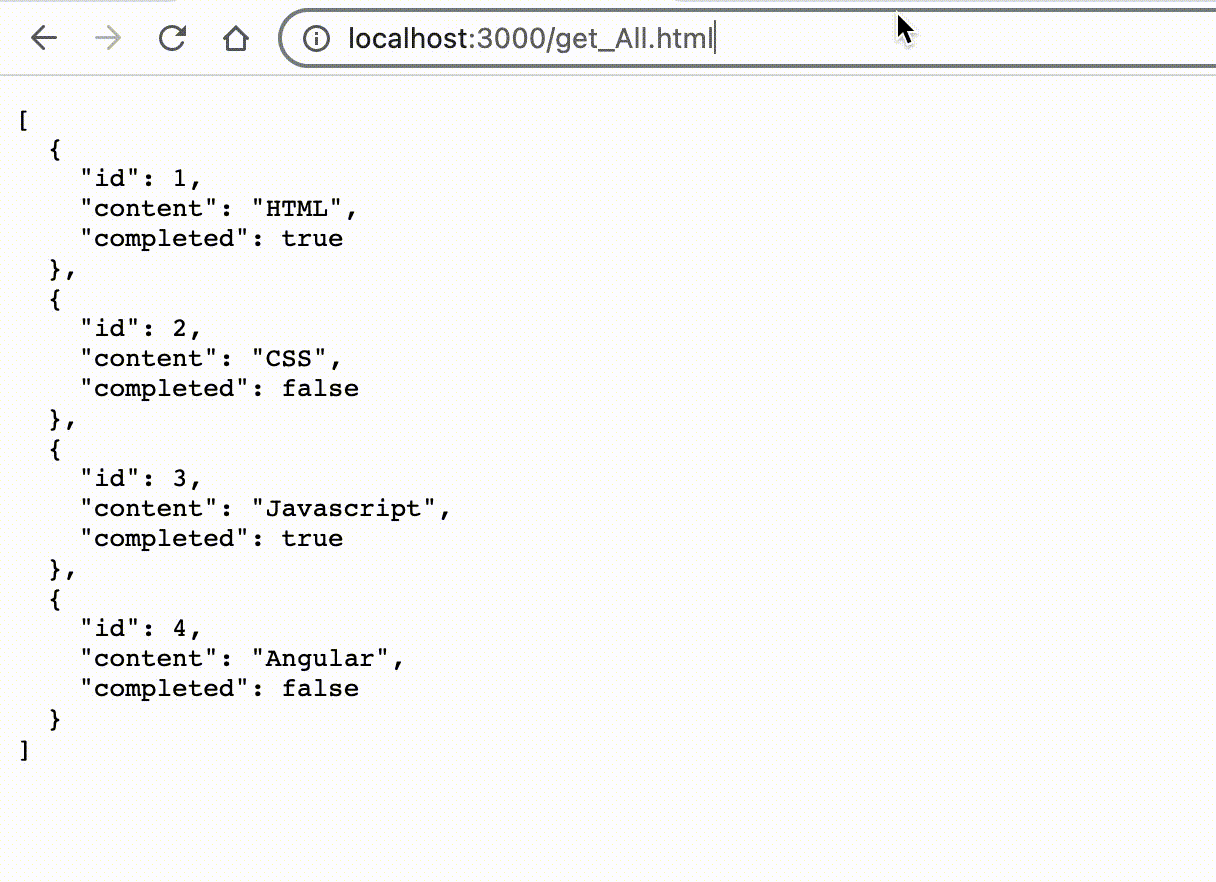 localhost:3000/get_All.html
[
  {
    "id": 1,
    "content": "HTML",
    "completed": true
  },
  {
    "id": 2,
    "content": "CSS",
    "completed": false
  },
  {
    "id": 3,
    "content": "Javascript",
    "completed": true
  },
  {
    "id": 4,
    "content": "Angular",
    "completed": false
  }
]